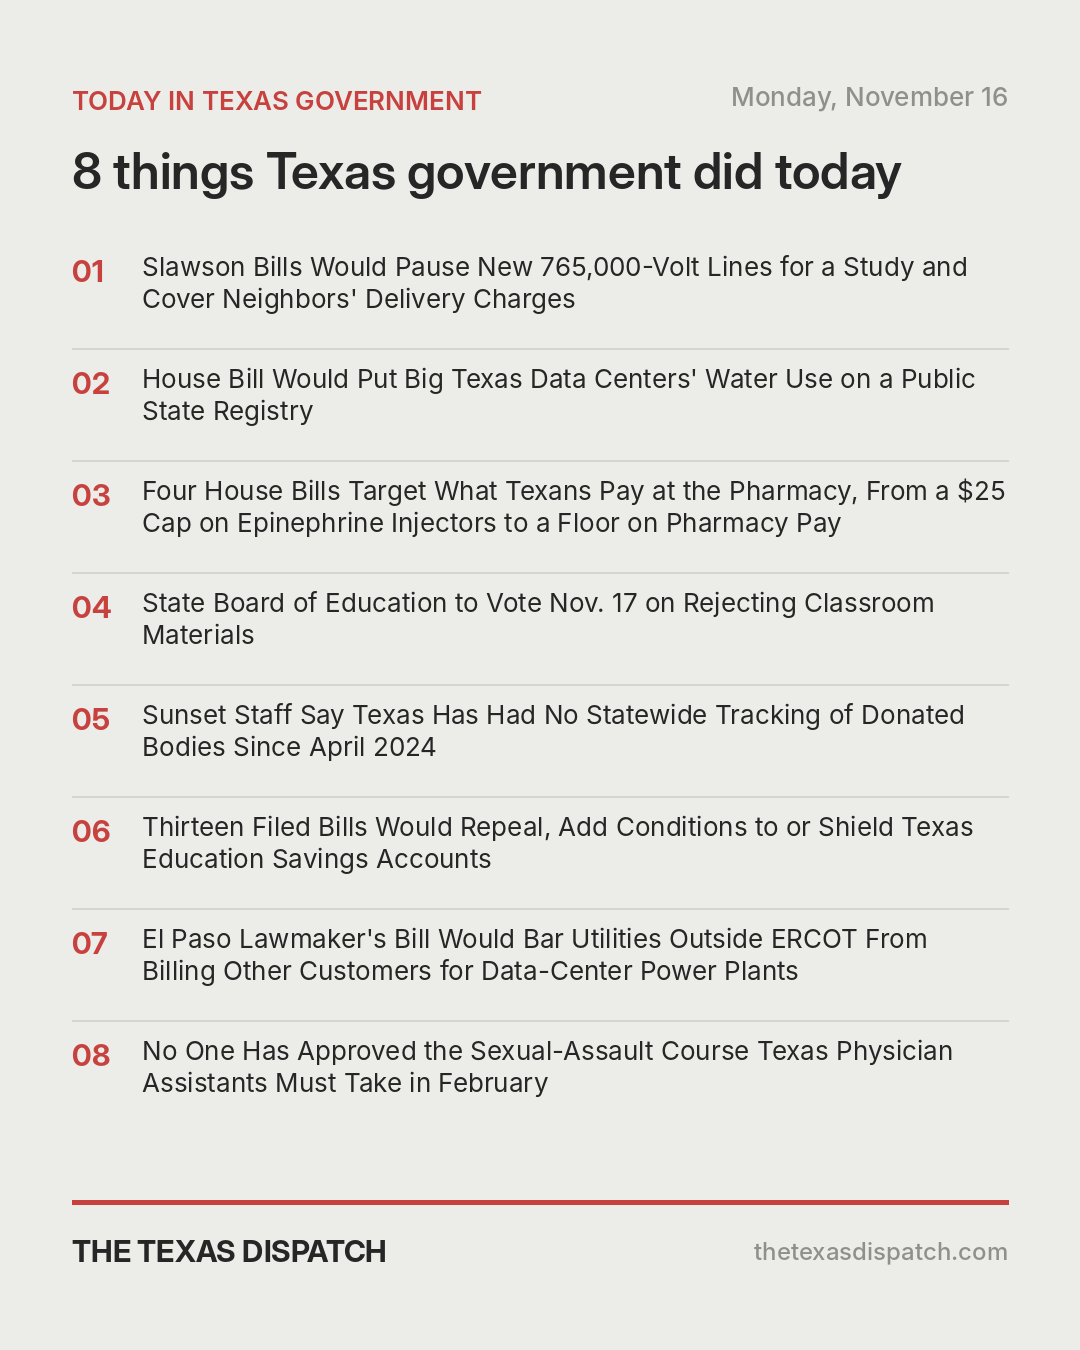 TODAY IN TEXAS GOVERNMENT
Monday, November 16
8 things Texas government did today
01
Slawson Bills Would Pause New 765,000-Volt Lines for a Study and
Cover Neighbors' Delivery Charges
02
House Bill Would Put Big Texas Data Centers' Water Use on a Public
State Registry
03
Four House Bills Target What Texans Pay at the Pharmacy, From a $25
Cap on Epinephrine Injectors to a Floor on Pharmacy Pay
04
State Board of Education to Vote Nov. 17 on Rejecting Classroom
Materials
05
Sunset Staff Say Texas Has Had No Statewide Tracking of Donated
Bodies Since April 2024
06
Thirteen Filed Bills Would Repeal, Add Conditions to or Shield Texas
Education Savings Accounts
07
El Paso Lawmaker's Bill Would Bar Utilities Outside ERCOT From
Billing Other Customers for Data-Center Power Plants
08
No One Has Approved the Sexual-Assault Course Texas Physician
Assistants Must Take in February
THE TEXAS DISPATCH
thetexasdispatch.com